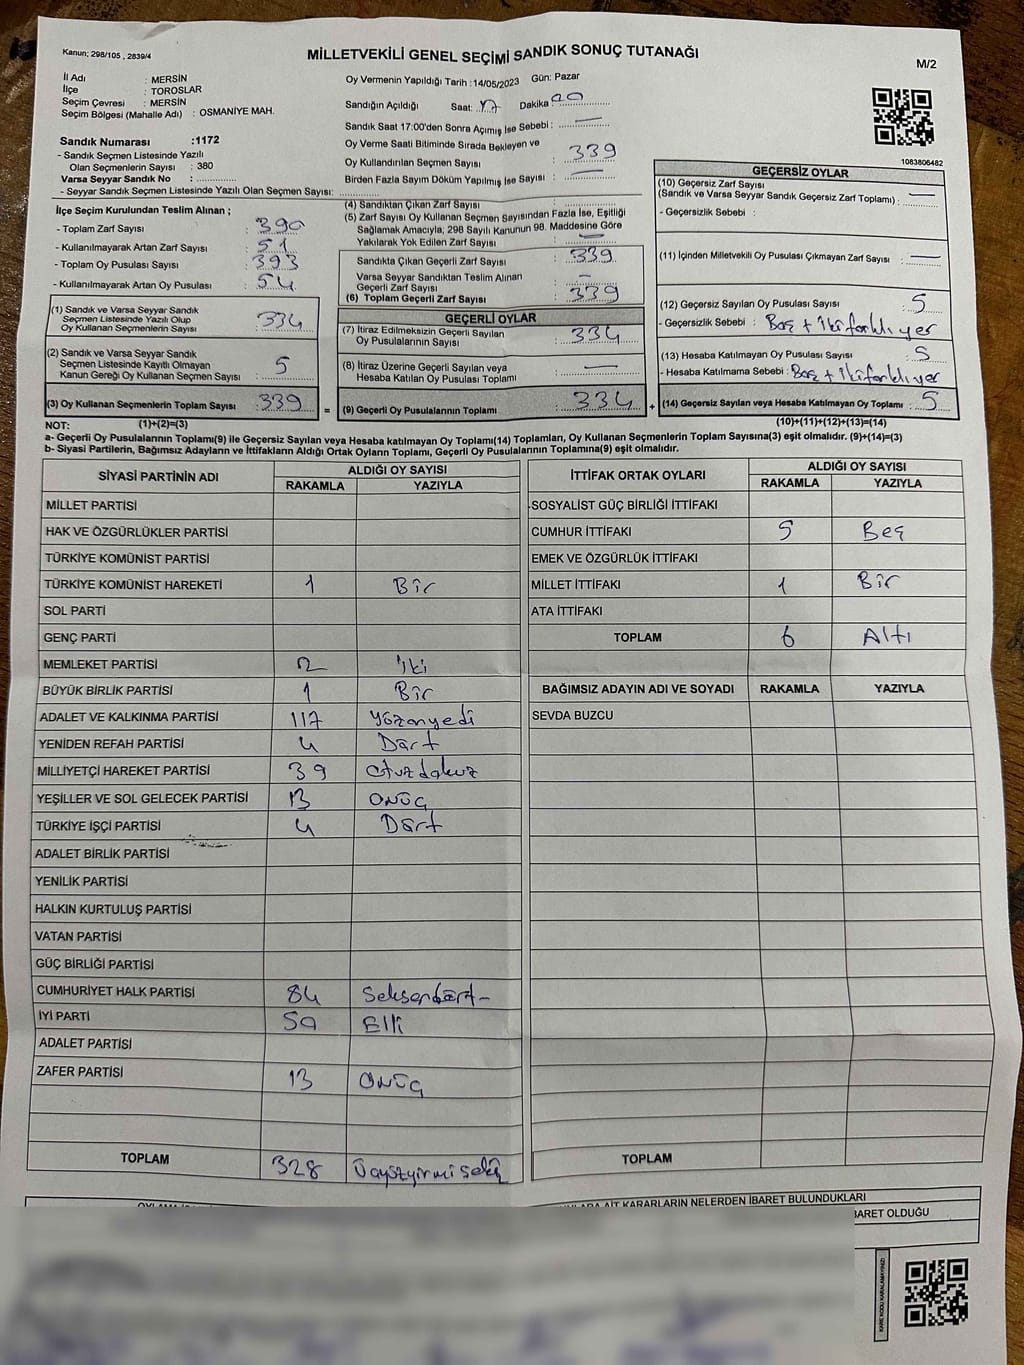 Kanun; 298/105 , 2839/4
MİLLETVEKİLİ GENEL SEÇİMİ SANDIK SONUÇ TUTANAĞI
M/2
İl Adı : MERSİN
İlçe : TOROSLAR
Seçim Çevresi : MERSİN
Seçim Bölgesi (Mahalle Adı) : OSMANİYE MAH.
Sandık Numarası :1172
- Sandık Seçmen Listesinde Yazılı
Olan Seçmenlerin Sayısı : 380
Varsa Seyyar Sandık No :
- Seyyar Sandık Seçmen Listesinde Yazılı Olan Seçmen Sayısı:
Oy Vermenin Yapıldığı Tarih : 14/05/2023 Gün: Pazar
Sandığın Açıldığı Saat: 17 Dakika 00
Sandık Saat 17:00'den Sonra Açımış İse Sebebi : —
Oy Verme Saati Bitiminde Sırada Bekleyen ve
Oy Kullandırılan Seçmen Sayısı : 339
Birden Fazla Sayım Döküm Yapılmış İse Sayısı : —
1083806482
İlçe Seçim Kurulundan Teslim Alınan ;
- Toplam Zarf Sayısı : 390
- Kullanılmayarak Artan Zarf Sayısı : 51
- Toplam Oy Pusulası Sayısı : 393
- Kullanılmayarak Artan Oy Pusulası : 54
(1) Sandık ve Varsa Seyyar Sandık
Seçmen Listesinde Yazılı Olup
Oy Kullanan Seçmenlerin Sayısı : 334
(2) Sandık ve Varsa Seyyar Sandık
Seçmen Listesinde Kayıtlı Olmayan
Kanun Gereği Oy Kullanan Seçmen Sayısı : 5
(3) Oy Kullanan Seçmenlerin Toplam Sayısı : 339
(4) Sandıktan Çıkan Zarf Sayısı :
(5) Zarf Sayısı Oy Kullanan Seçmen Sayısından Fazla İse, Eşitliği
Sağlamak Amacıyla; 298 Sayılı Kanunun 98. Maddesine Göre
Yakılarak Yok Edilen Zarf Sayısı : —
Sandıkta Çıkan Geçerli Zarf Sayısı : 339
Varsa Seyyar Sandıktan Teslim Alınan
Geçerli Zarf Sayısı : —
(6) Toplam Geçerli Zarf Sayısı : 339
GEÇERLİ OYLAR
(7) İtiraz Edilmeksizin Geçerli Sayılan
Oy Pusulalarının Sayısı : 334
(8) İtiraz Üzerine Geçerli Sayılan veya
Hesaba Katılan Oy Pusulası Toplamı : —
= (9) Geçerli Oy Pusulalarının Toplamı : 334 +
GEÇERSİZ OYLAR
(10) Geçersiz Zarf Sayısı
(Sandık ve Varsa Seyyar Sandık Geçersiz Zarf Toplamı) : —
- Geçersizlik Sebebi :
(11) İçinden Milletvekili Oy Pusulası Çıkmayan Zarf Sayısı : —
(12) Geçersiz Sayılan Oy Pusulası Sayısı : 5
- Geçersizlik Sebebi : Boş + iki farklı yer
(13) Hesaba Katılmayan Oy Pusulası Sayısı : 5
- Hesaba Katılmama Sebebi : Boş + iki farklı yer
(14) Geçersiz Sayılan veya Hesaba Katılmayan Oy Toplamı : 5
NOT: (1)+(2)=(3) (10)+(11)+(12)+(13)=(14)
a- Geçerli Oy Pusulalarının Toplamı(9) ile Geçersiz Sayılan veya Hesaba katılmayan Oy Toplamı(14) Toplamları, Oy Kullanan Seçmenlerin Toplam Sayısına(3) eşit olmalıdır. (9)+(14)=(3)
b- Siyasi Partilerin, Bağımsız Adayların ve İttifakların Aldığı Ortak Oyların Toplamı, Geçerli Oy Pusulalarının Toplamına(9) eşit olmalıdır.
SİYASİ PARTİNİN ADI ALDIĞI OY SAYISI
RAKAMLA YAZIYLA
MİLLET PARTİSİ
HAK VE ÖZGÜRLÜKLER PARTİSİ
TÜRKİYE KOMÜNİST PARTİSİ
TÜRKİYE KOMÜNİST HAREKETİ 1 Bir
SOL PARTİ
GENÇ PARTİ
MEMLEKET PARTİSİ 2 iki
BÜYÜK BİRLİK PARTİSİ 1 Bir
ADALET VE KALKINMA PARTİSİ 117 yüzonyedi
YENİDEN REFAH PARTİSİ 4 Dört
MİLLİYETÇİ HAREKET PARTİSİ 39 otuzdokuz
YEŞİLLER VE SOL GELECEK PARTİSİ 13 onüç
TÜRKİYE İŞÇİ PARTİSİ 4 Dört
ADALET BİRLİK PARTİSİ
YENİLİK PARTİSİ
HALKIN KURTULUŞ PARTİSİ
VATAN PARTİSİ
GÜÇ BİRLİĞİ PARTİSİ
CUMHURİYET HALK PARTİSİ 84 Seksendört
İYİ PARTİ 50 Elli
ADALET PARTİSİ
ZAFER PARTİSİ 13 onüç
TOPLAM 328 üçyüzyirmisekiz
İTTİFAK ORTAK OYLARI ALDIĞI OY SAYISI
RAKAMLA YAZIYLA
SOSYALİST GÜÇ BİRLİĞİ İTTİFAKI
CUMHUR İTTİFAKI 5 Beş
EMEK VE ÖZGÜRLÜK İTTİFAKI
MİLLET İTTİFAKI 1 Bir
ATA İTTİFAKI
TOPLAM 6 Altı
BAĞIMSIZ ADAYIN ADI VE SOYADI RAKAMLA YAZIYLA
SEVDA BUZCU
TOPLAM
AİT KARARLARIN NELERDEN İBARET BULUNDUKLARI
OLDUĞU